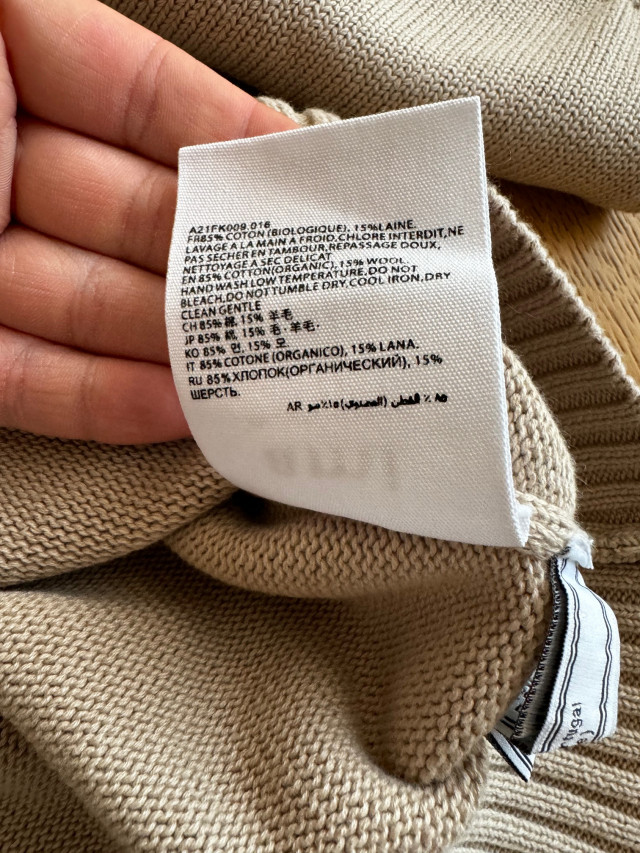 A21FK009.016
FR85% COTON (BIOLOGIQUE), 15%LAINE.
LAVAGE A LA MAIN A FROID,CHLORE INTERDIT,NE
PAS SÉCHER EN TAMBOUR,REPASSAGE DOUX,
NETTOYAGE A SEC DELICAT
EN 85% COTTON(ORGANIC), 15% WOOL.
HAND WASH LOW TEMPERATURE, DO NOT
BLEACH,DO NOT TUMBLE DRY,COOL IRON,DRY
CLEAN GENTLE
CH 85% 綿, 15% 羊毛
JP 85% 綿, 15% 毛・羊毛.
KO 85% 면, 15% 모
IT 85% COTONE (ORGANICO), 15% LANA.
RU 85% ХЛОПОК(ОРГАНИЧЕСКИЙ), 15%
ШЕРСТЬ.
AR